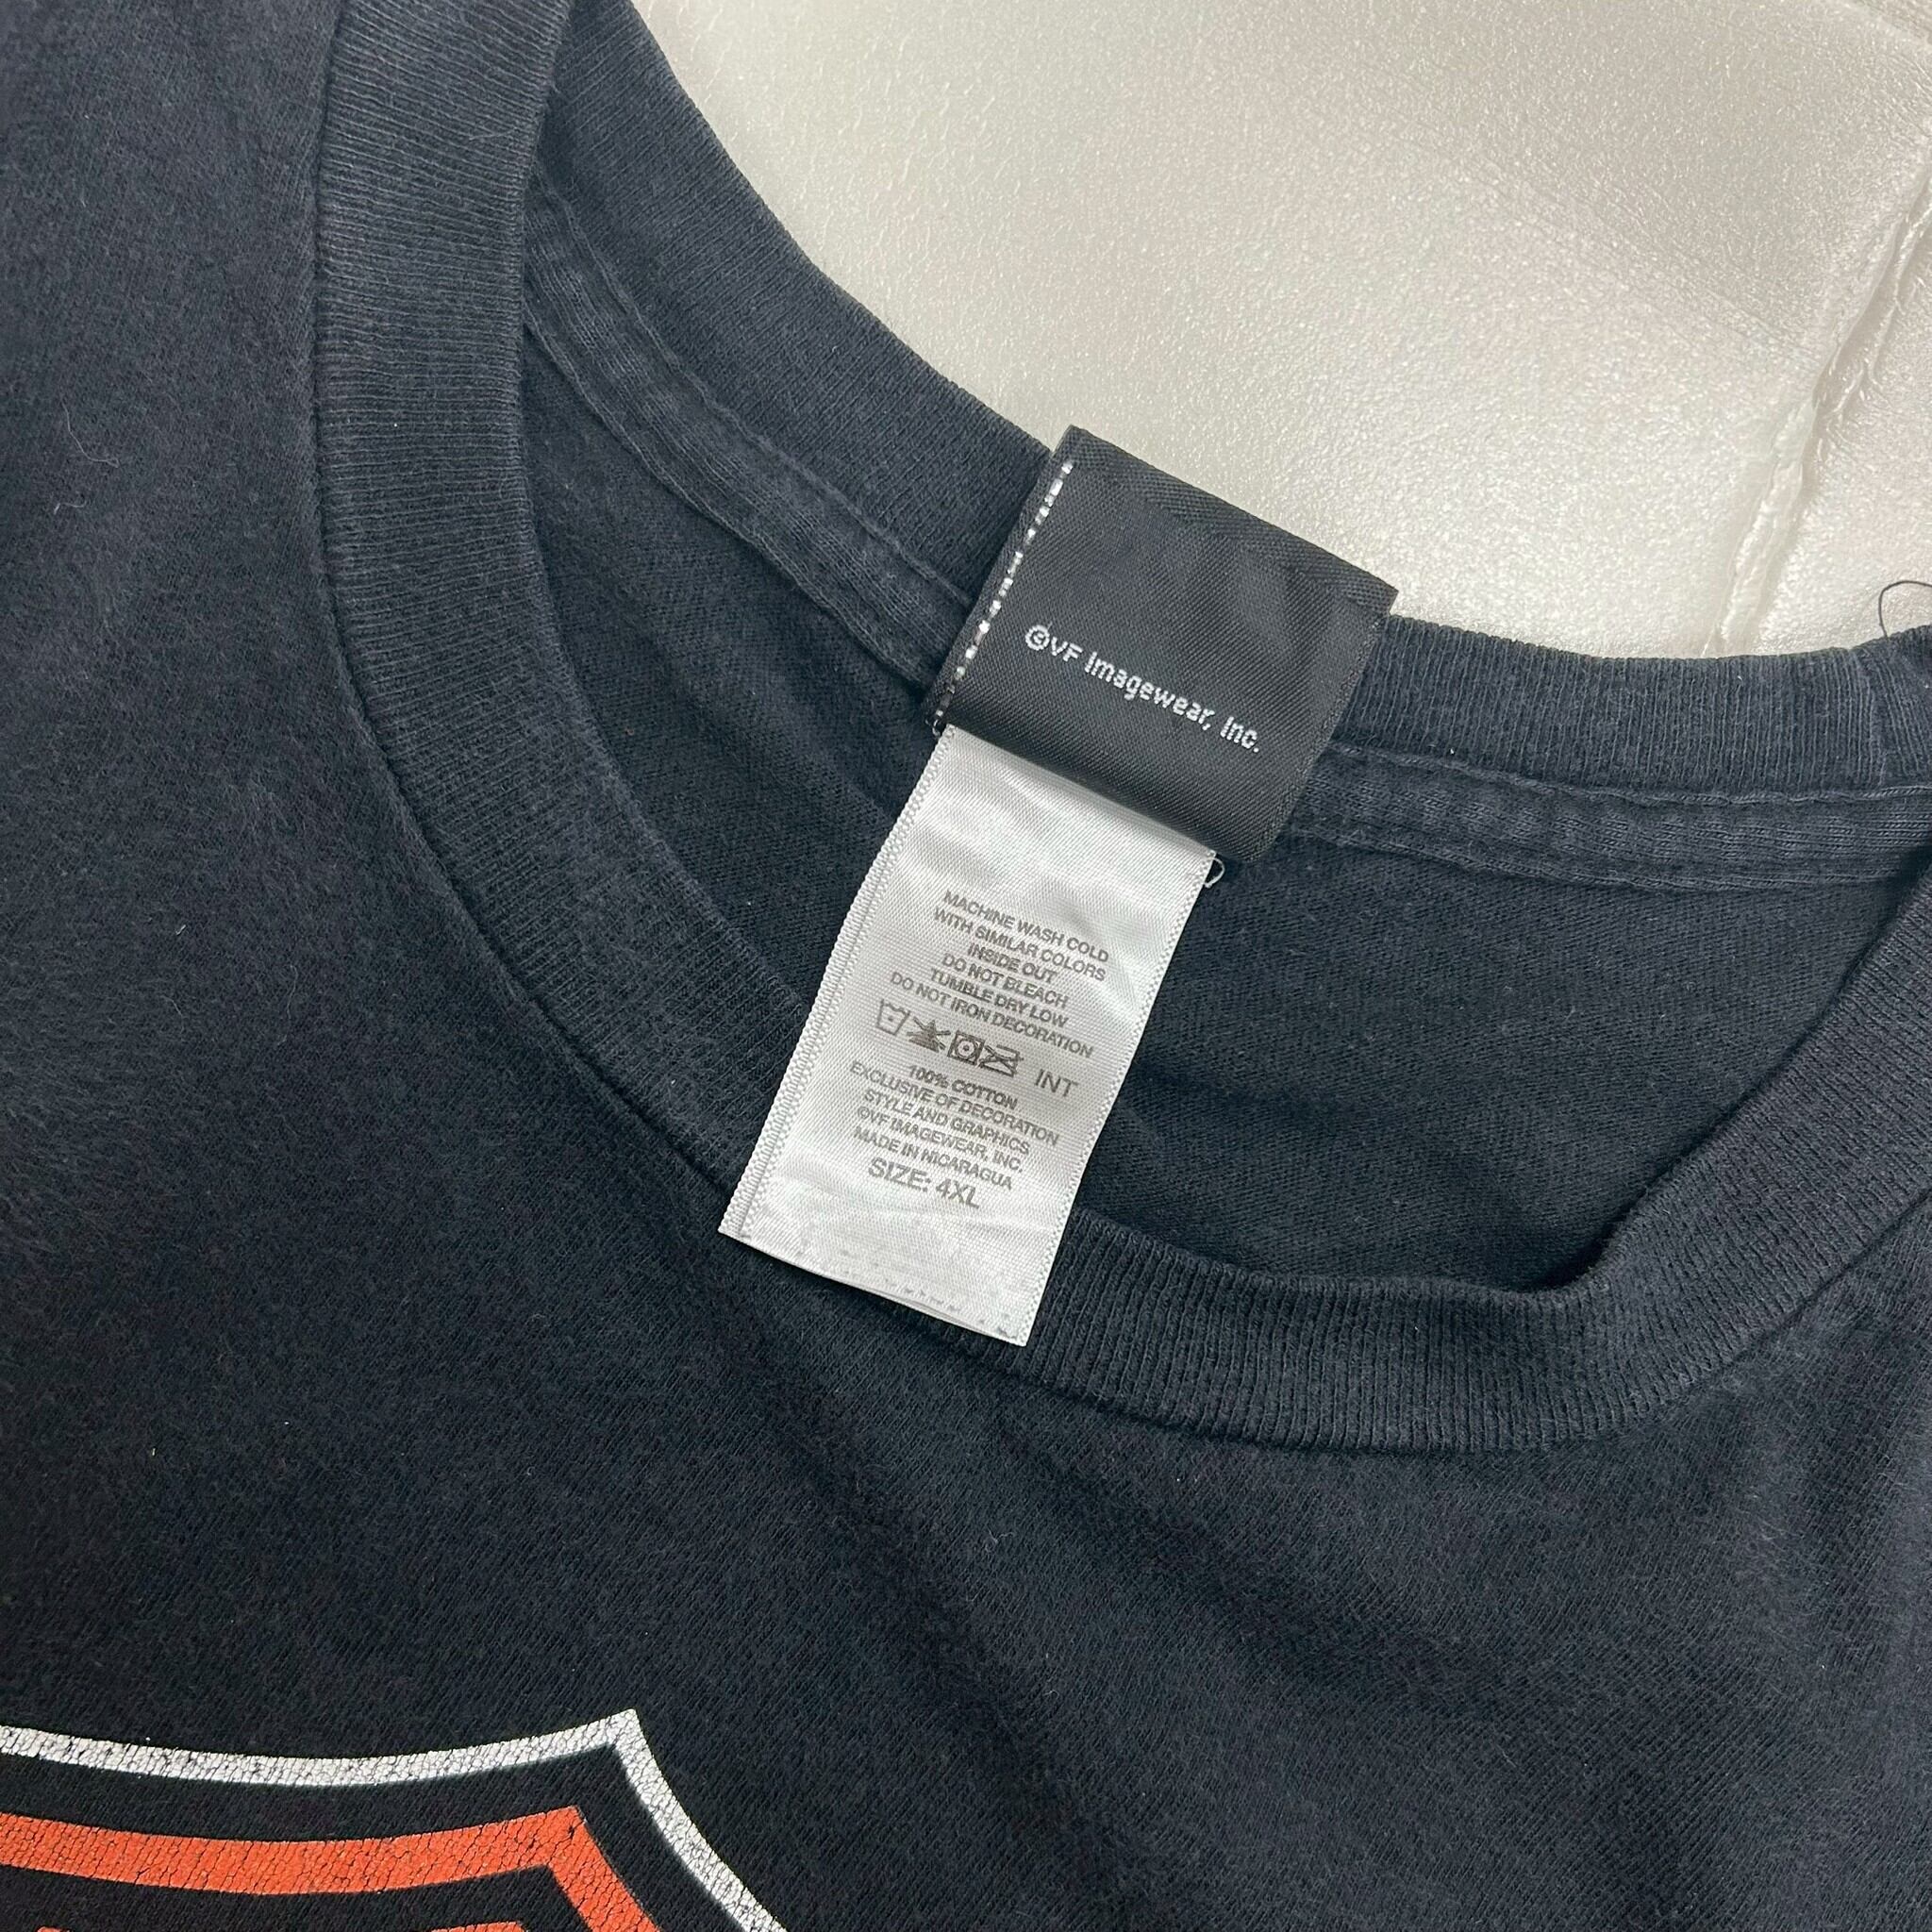 ©VF Imagewear, Inc.
MACHINE WASH COLD
WITH SIMILAR COLORS
INSIDE OUT
DO NOT BLEACH
TUMBLE DRY LOW
DO NOT IRON DECORATION
INT
100% COTTON
EXCLUSIVE OF DECORATION
STYLE AND GRAPHICS
©VF IMAGEWEAR, INC.
MADE IN NICARAGUA
SIZE: 4XL